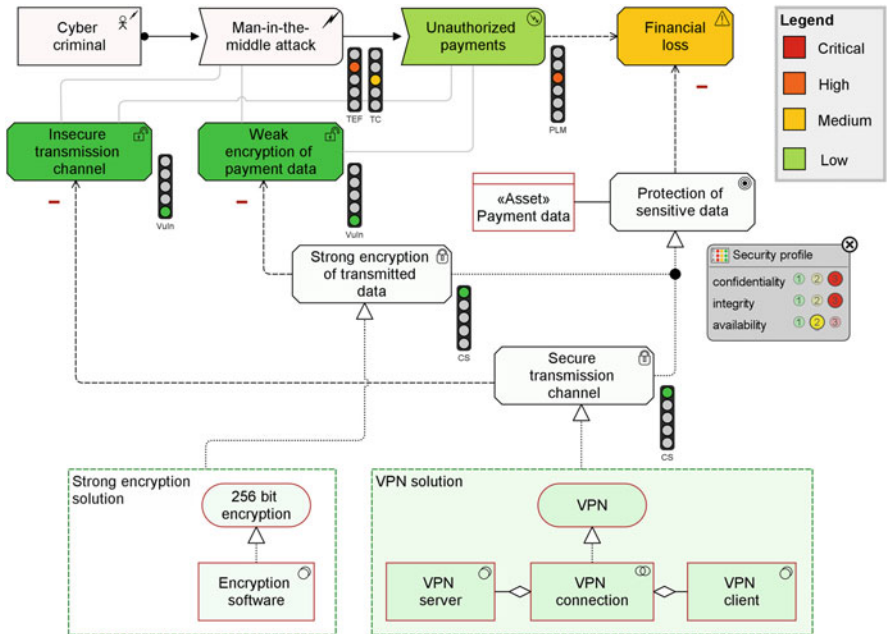 Cyber
criminal
Man-in-the-
middle attack
Unauthorized
payments
Financial
loss
Legend
Critical
High
Medium
Low
TEF
TC
PLM
Insecure
transmission
channel
Weak
encryption of
payment data
Vuln
Vuln
«Asset»
Payment data
Protection of
sensitive data
Security profile
confidentiality 1 2 3
integrity 1 2 3
availability 1 2 3
Strong encryption
of transmitted
data
CS
Secure
transmission
channel
CS
Strong encryption
solution
256 bit
encryption
Encryption
software
VPN solution
VPN
VPN
server
VPN
connection
VPN
client